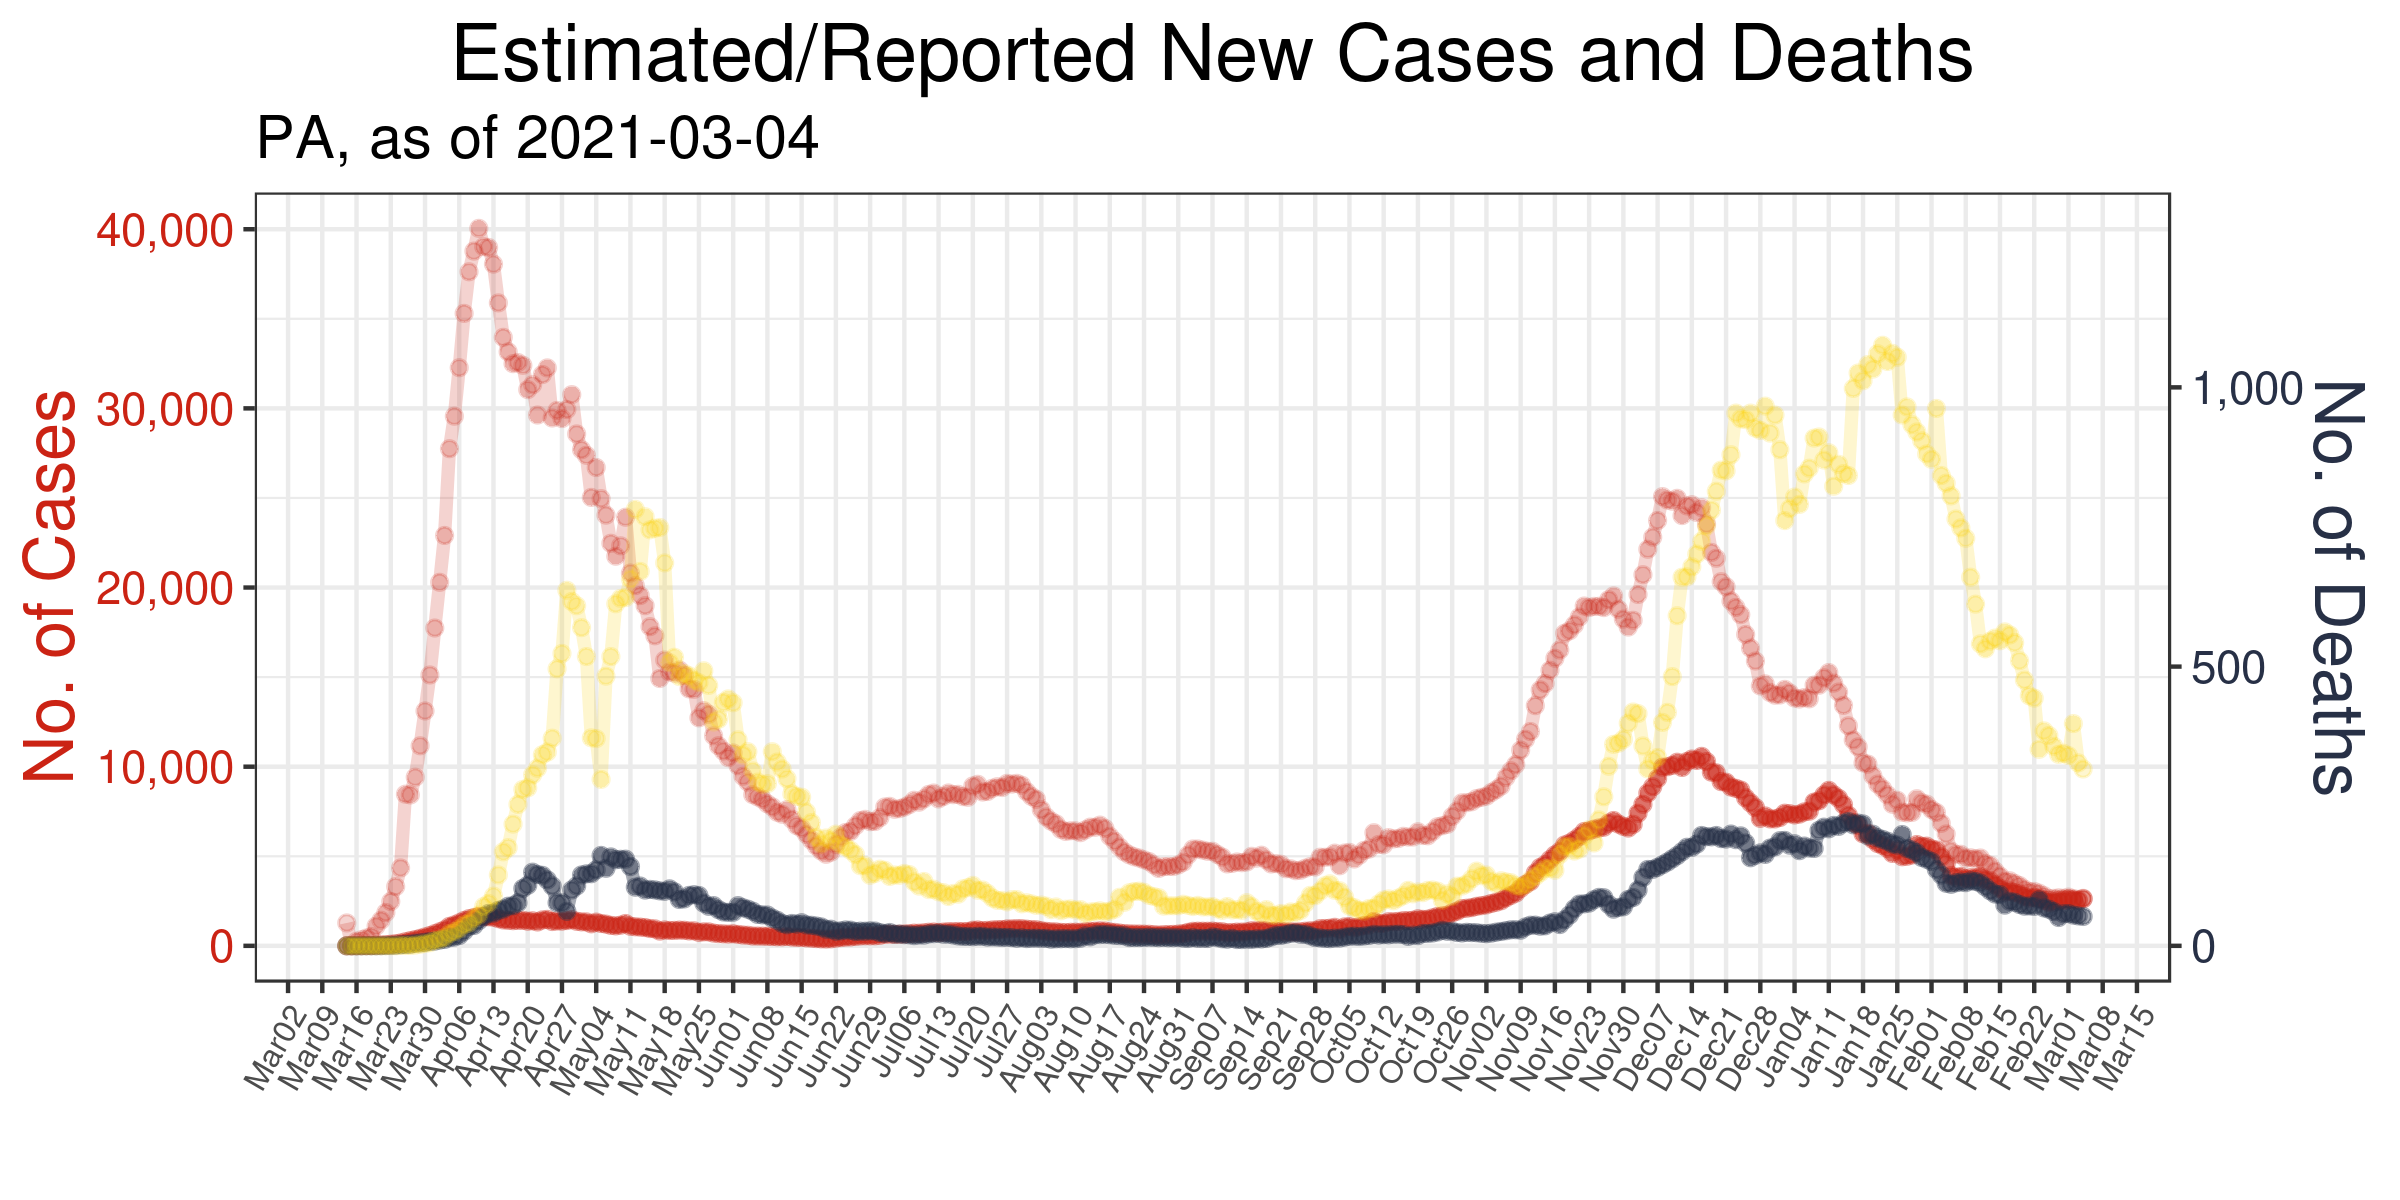 Estimated/Reported New Cases and Deaths
PA, as of 2021-03-04
No. of Cases
40,000
30,000
20,000
10,000
0
No. of Deaths
1,000
500
0
Mar02
Mar09
Mar16
Mar23
Mar30
Apr06
Apr13
Apr20
Apr27
May04
May11
May18
May25
Jun01
Jun08
Jun15
Jun22
Jun29
Jul06
Jul13
Jul20
Jul27
Aug03
Aug10
Aug17
Aug24
Aug31
Sep07
Sep14
Sep21
Sep28
Oct05
Oct12
Oct19
Oct26
Nov02
Nov09
Nov16
Nov23
Nov30
Dec07
Dec14
Dec21
Dec28
Jan04
Jan11
Jan18
Jan25
Feb01
Feb08
Feb15
Feb22
Mar01
Mar08
Mar15